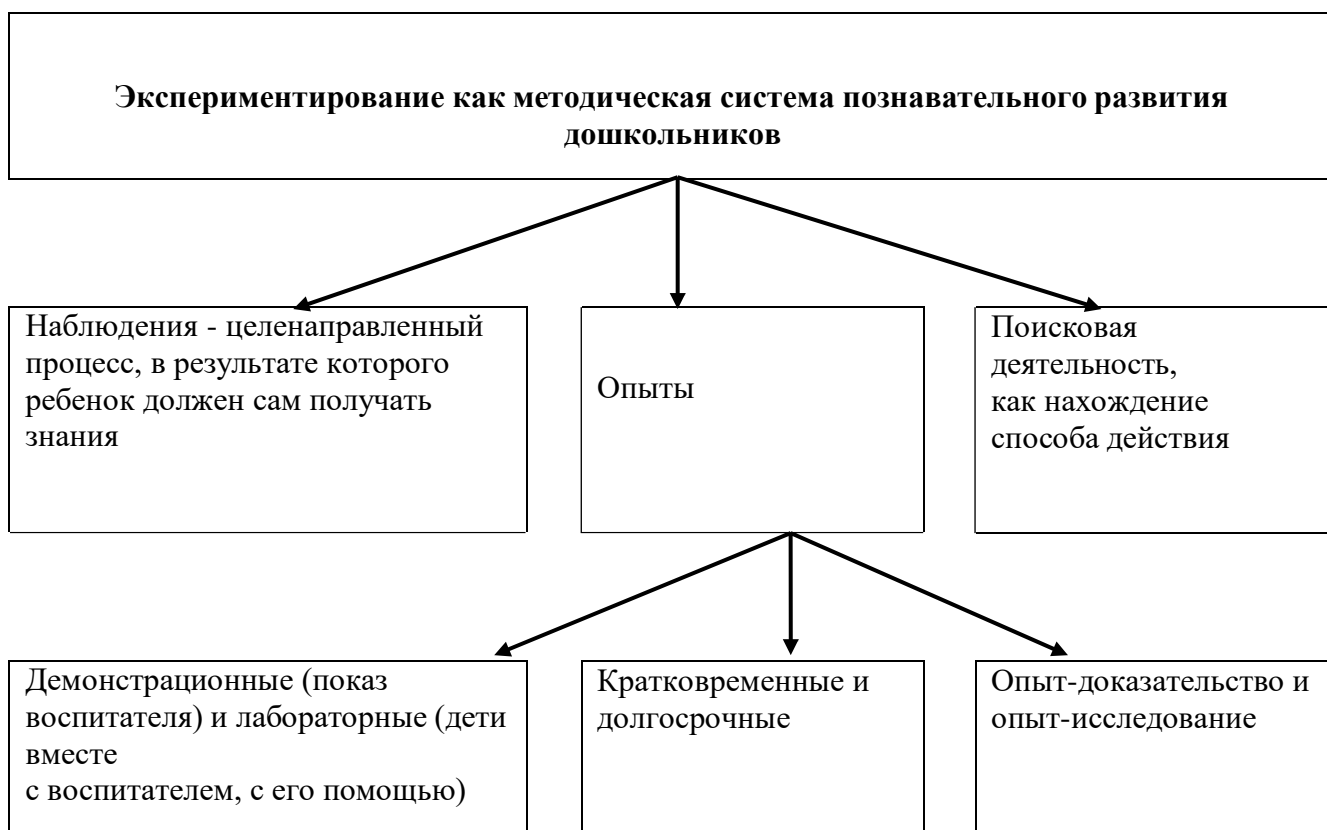 Экспериментирование как методическая система познавательного развития
дошкольников
Наблюдения - целенаправленный
процесс, в результате которого
ребенок должен сам получать
знания
Опыты
Поисковая
деятельность,
как нахождение
способа действия
Демонстрационные (показ
воспитателя) и лабораторные (дети
вместе
с воспитателем, с его помощью)
Кратковременные и
долгосрочные
Опыт-доказательство и
опыт-исследование